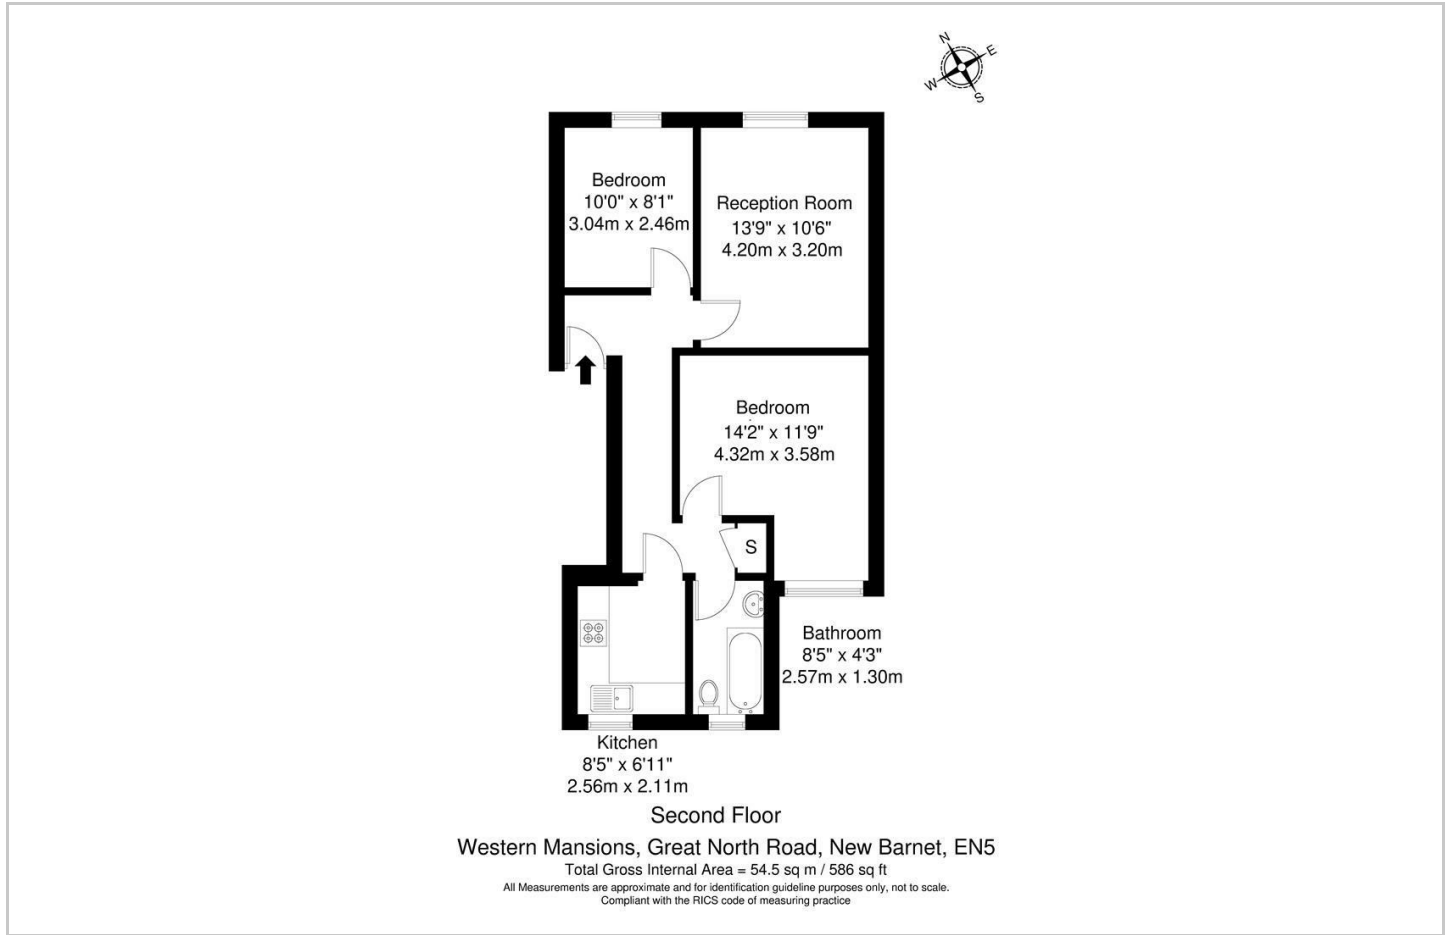 N
E
W
S
Bedroom
10'0" x 8'1"
3.04m x 2.46m
Reception Room
13'9" x 10'6"
4.20m x 3.20m
Bedroom
14'2" x 11'9"
4.32m x 3.58m
S
Bathroom
8'5" x 4'3"
2.57m x 1.30m
Kitchen
8'5" x 6'11"
2.56m x 2.11m
Second Floor
Western Mansions, Great North Road, New Barnet, EN5
Total Gross Internal Area = 54.5 sq m / 586 sq ft
All Measurements are approximate and for identification guideline purposes only, not to scale.
Compliant with the RICS code of measuring practice